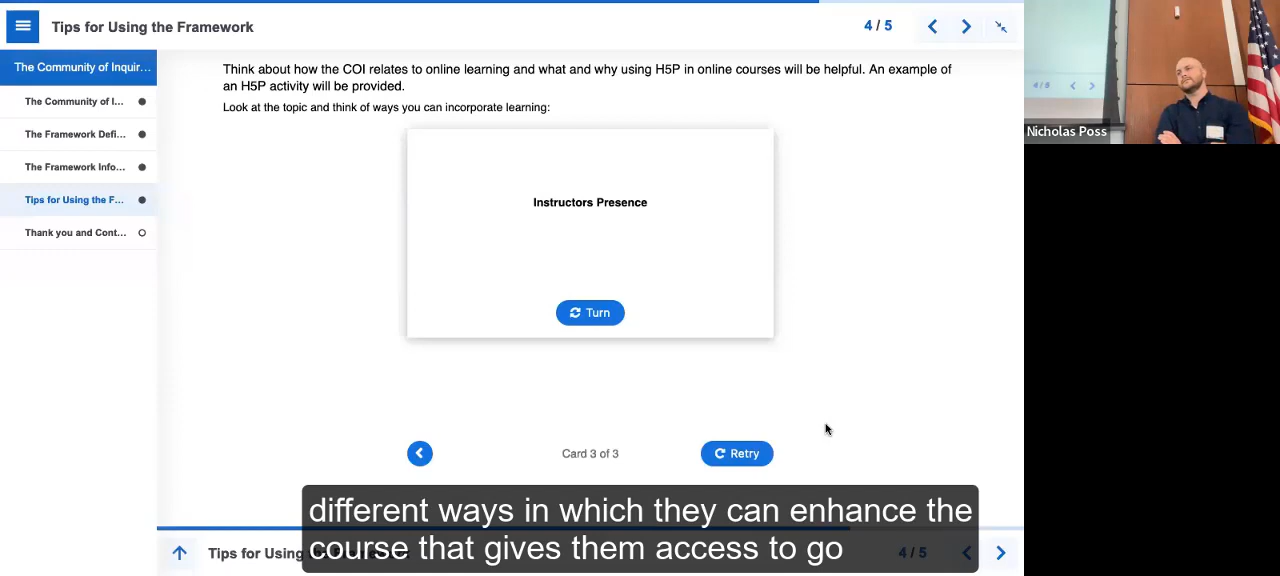 Tips for Using the Framework
4 / 5
The Community of Inquir...
The Community of I...
The Framework Defi...
The Framework Info...
Tips for Using the F...
Thank you and Cont...
Think about how the COI relates to online learning and what and why using H5P in online courses will be helpful. An example of
an H5P activity will be provided.
Look at the topic and think of ways you can incorporate learning:
Instructors Presence
Turn
Card 3 of 3
Retry
different ways in which they can enhance the
course that gives them access to go
Tips for Using
4 / 5
4 / 5
Nicholas Poss